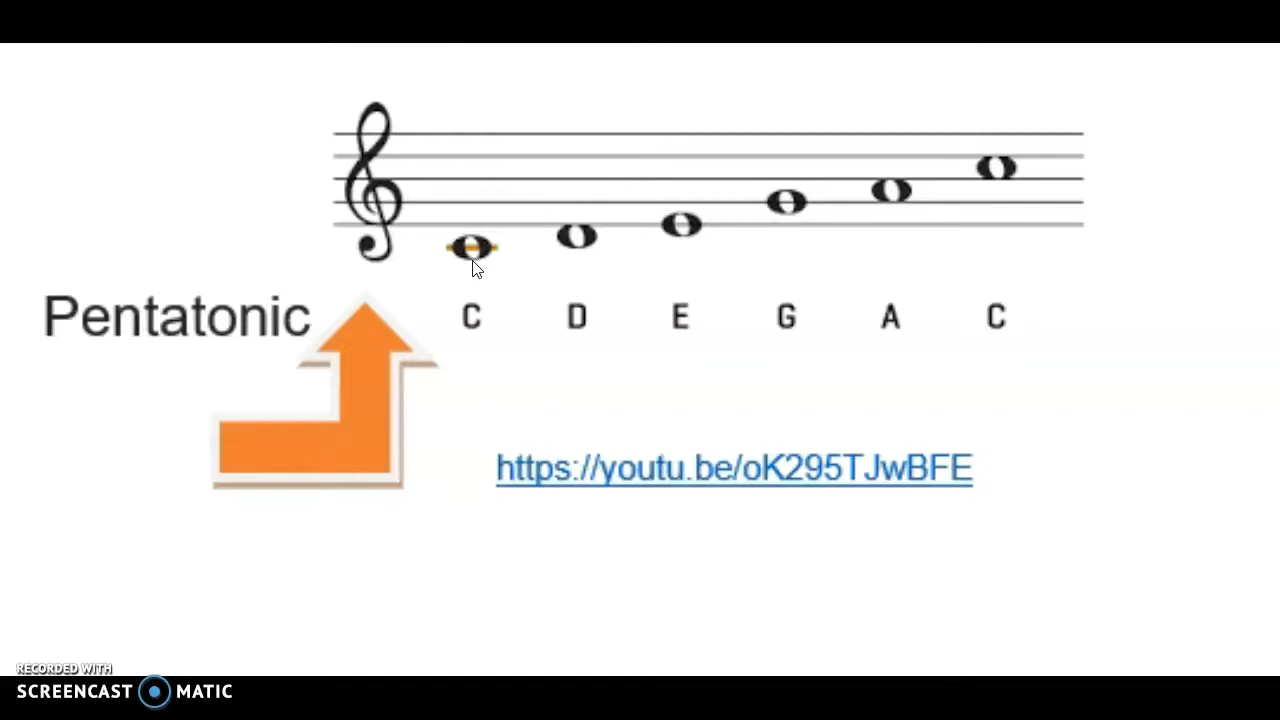 Pentatonic C D E G A C
https://youtu.be/oK295TJwBFE
RECORDED WITH
SCREENCAST MATIC